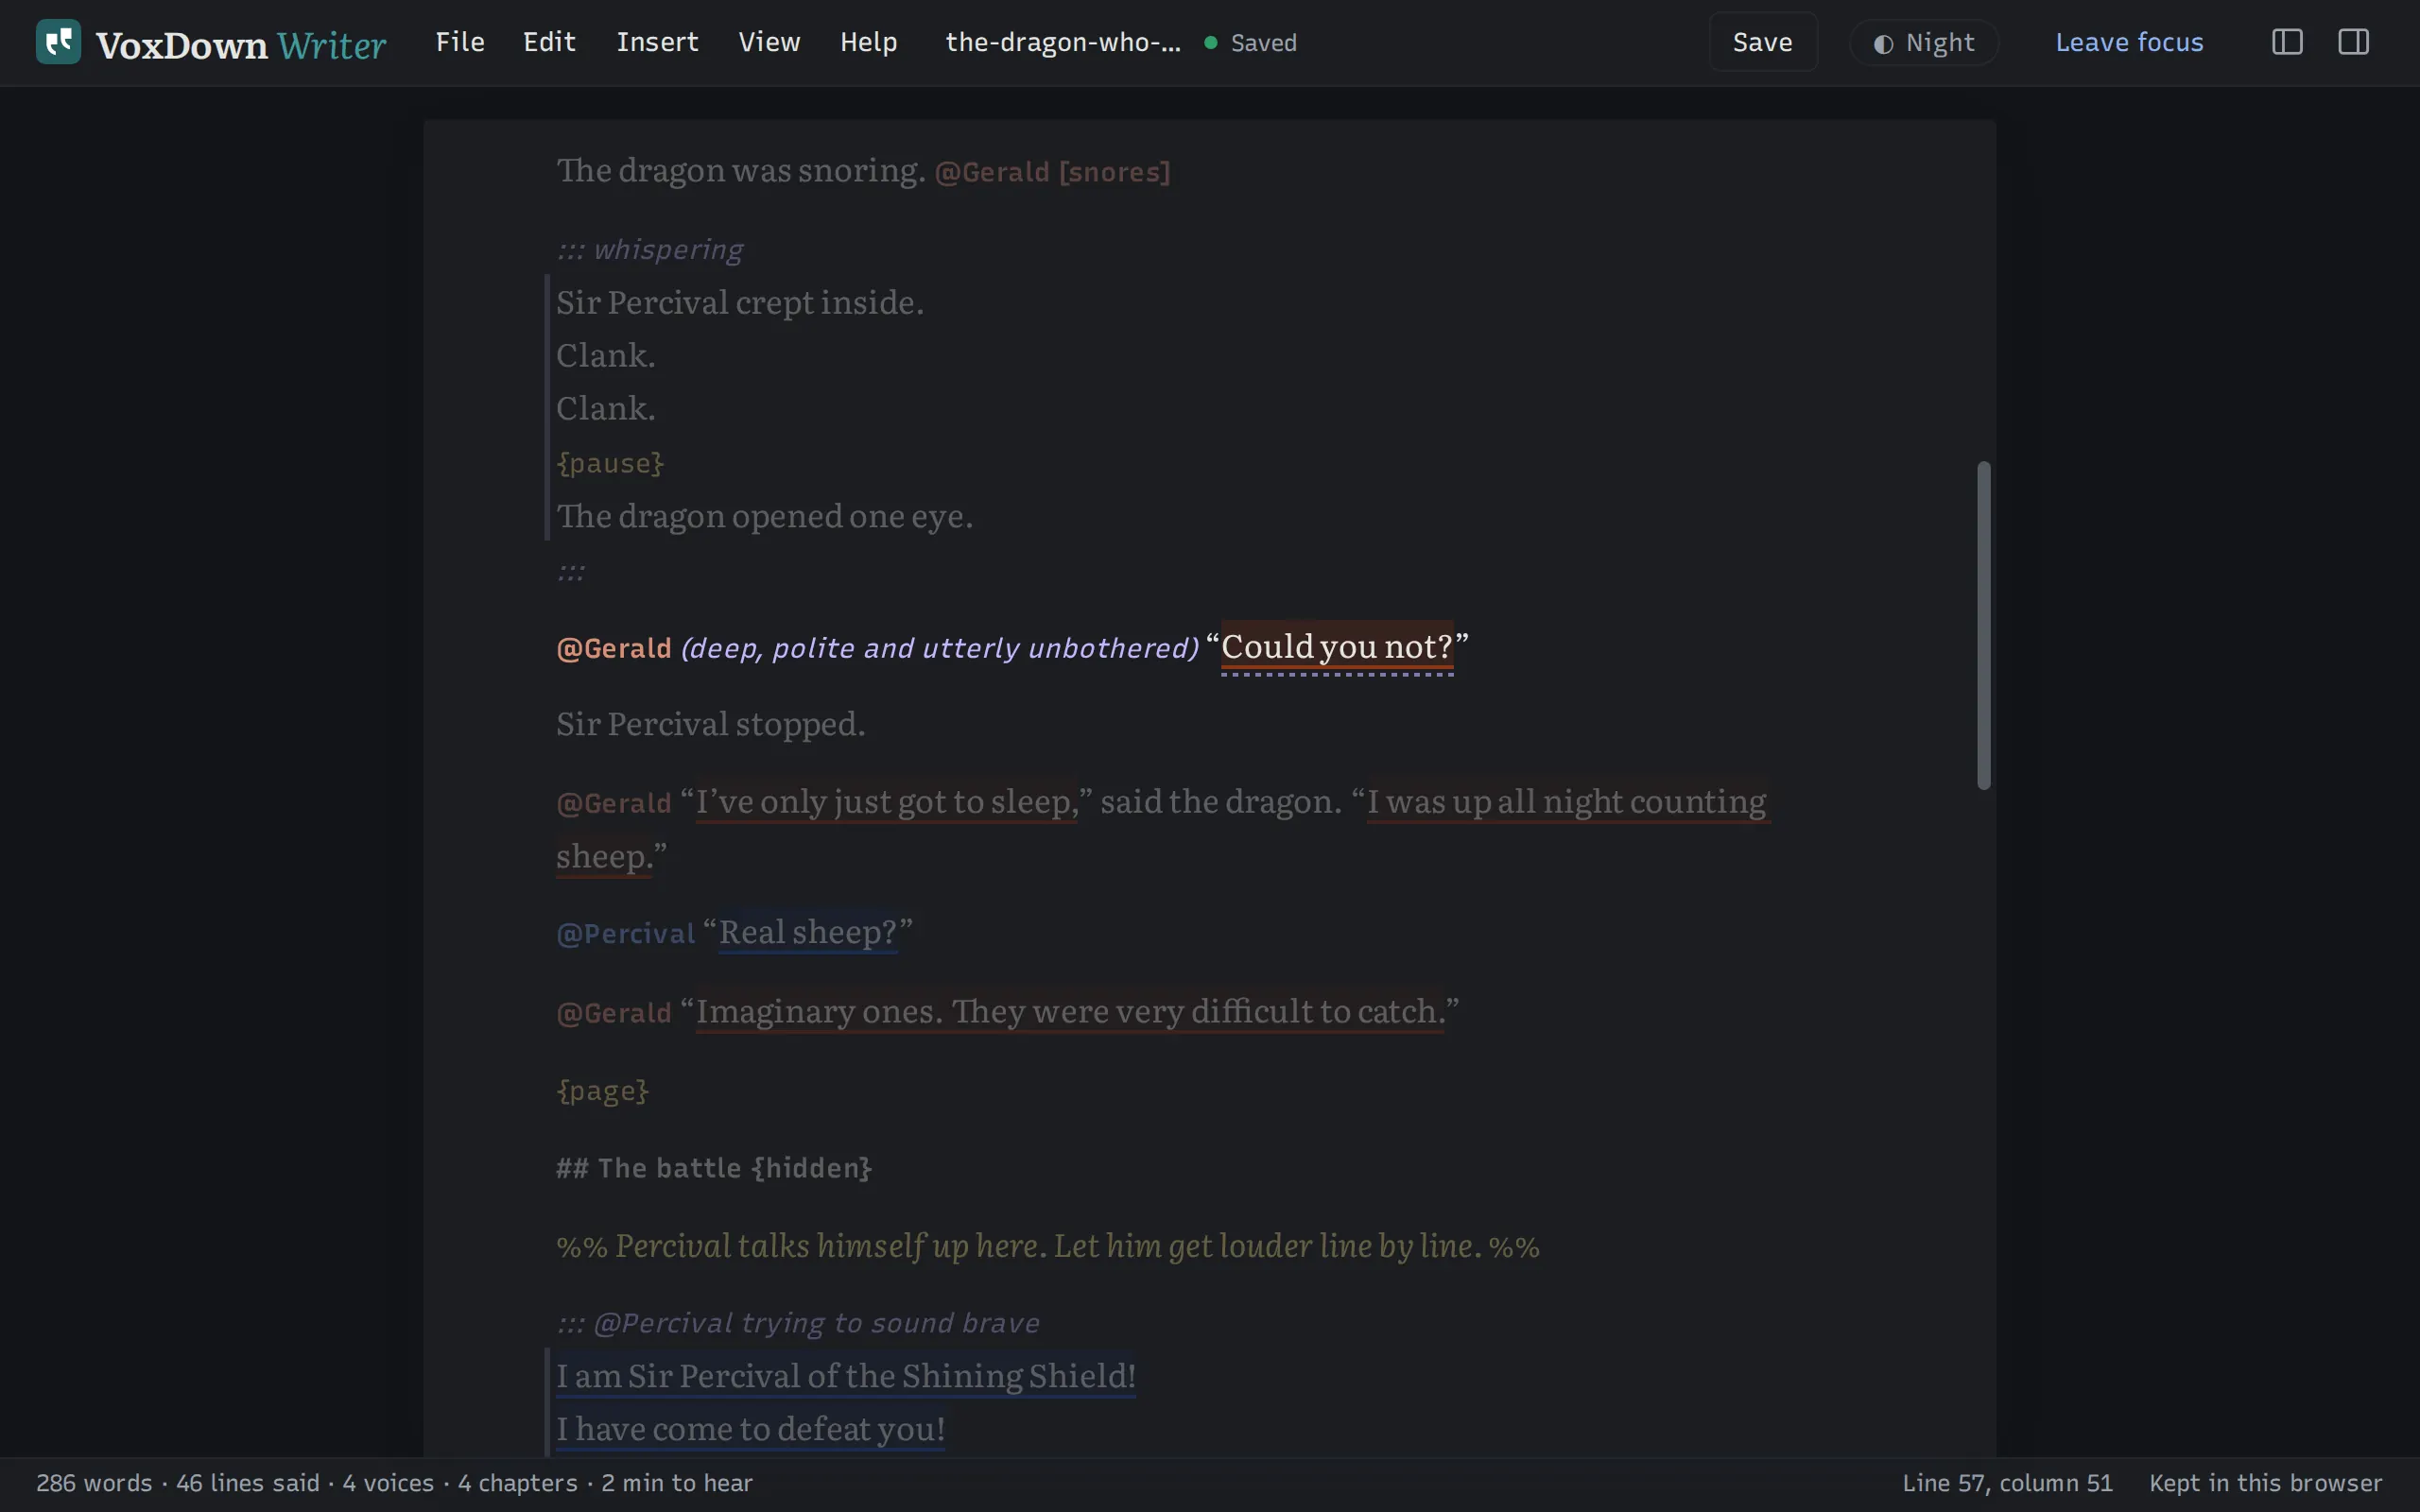 VoxDown Writer File Edit Insert View Help the-dragon-who-... Saved Save Night Leave focus
The dragon was snoring. @Gerald [snores]
::: whispering
Sir Percival crept inside.
Clank.
Clank.
{pause}
The dragon opened one eye.
:::
@Gerald (deep, polite and utterly unbothered) “Could you not?”
Sir Percival stopped.
@Gerald “I’ve only just got to sleep,” said the dragon. “I was up all night counting
sheep.”
@Percival “Real sheep?”
@Gerald “Imaginary ones. They were very difficult to catch.”
{page}
## The battle {hidden}
%% Percival talks himself up here. Let him get louder line by line. %%
::: @Percival trying to sound brave
I am Sir Percival of the Shining Shield!
I have come to defeat you!
286 words · 46 lines said · 4 voices · 4 chapters · 2 min to hear Line 57, column 51 Kept in this browser